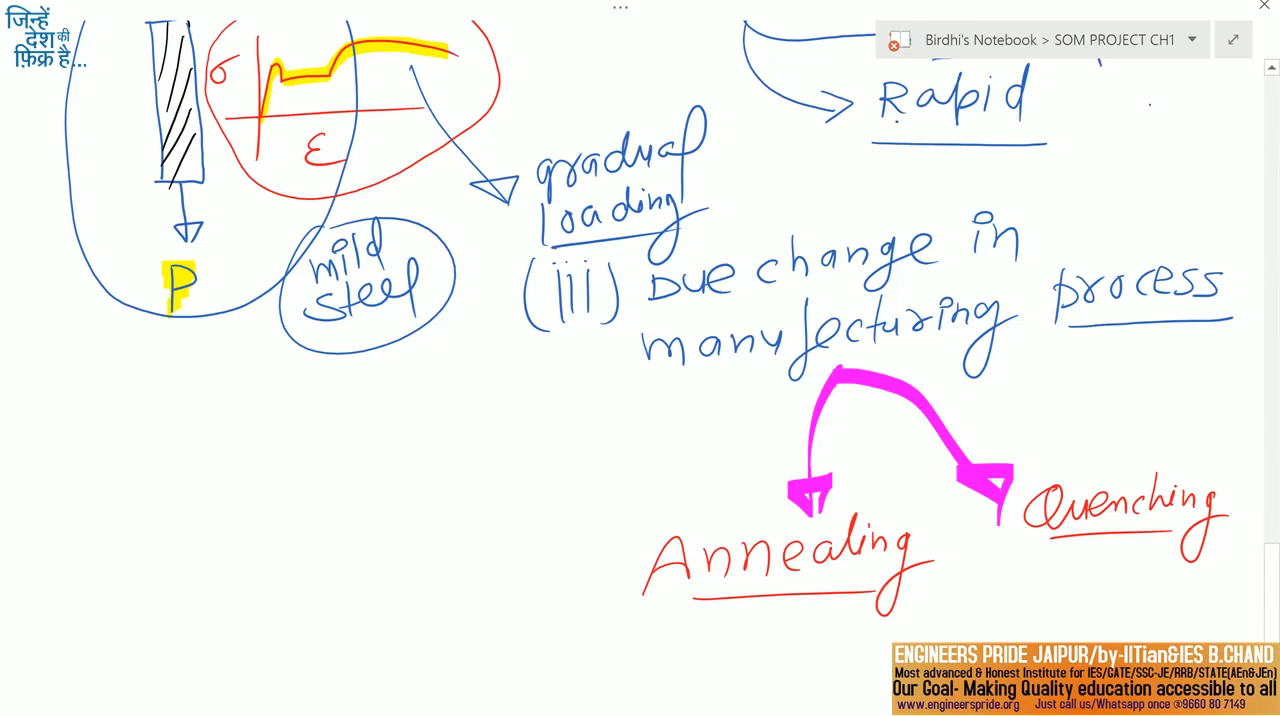 जिन्हें
देश की
फ़िक्र है...
Birdhi's Notebook > SOM PROJECT CH1
σ
ε
P
mild
steel
gradual
loading
Rapid
(iii) Due change in
manufecturing process
Annealing
Quenching
ENGINEERS PRIDE JAIPUR/by-IITian&IES B.CHAND
Most advanced & Honest Institute for IES/GATE/SSC-JE/RRB/STATE(AEn&JEn)
Our Goal- Making Quality education accessible to all
www.engineerspride.org Just call us/Whatsapp once @9660 80 7149